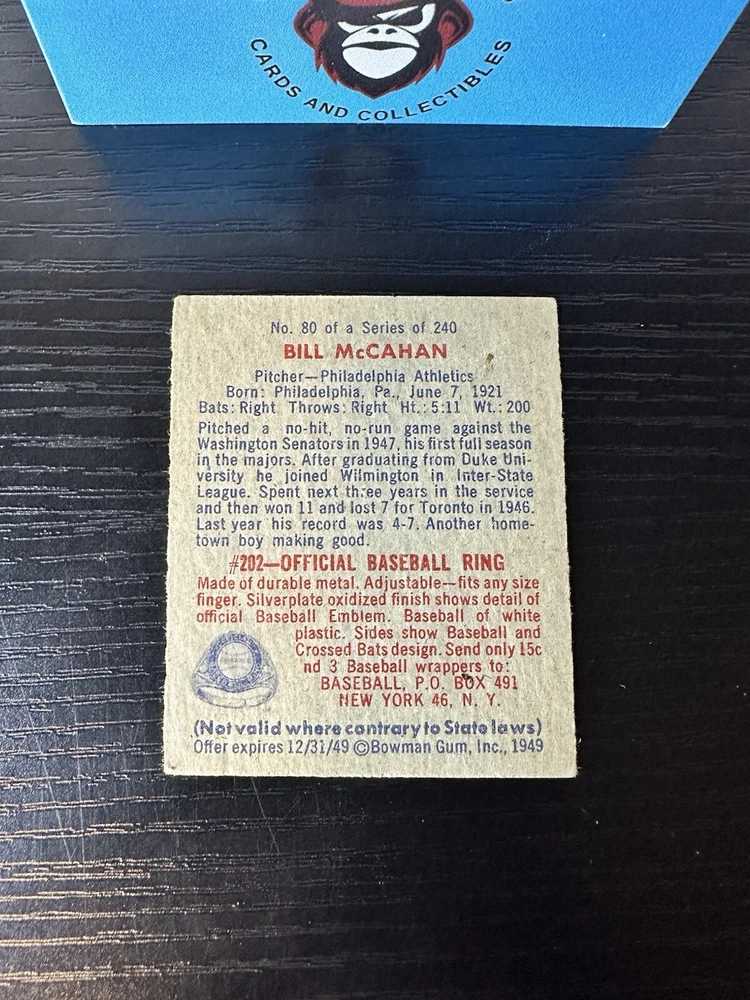 CARDS AND COLLECTIBLES
No. 80 of a Series of 240
BILL McCAHAN
Pitcher—Philadelphia Athletics
Born: Philadelphia, Pa., June 7, 1921
Bats: Right Throws: Right Ht.: 5:11 Wt.: 200
Pitched a no-hit, no-run game against the
Washington Senators in 1947, his first full season
in the majors. After graduating from Duke Uni-
versity he joined Wilmington in Inter-State
League. Spent next three years in the service
and then won 11 and lost 7 for Toronto in 1946.
Last year his record was 4-7. Another home-
town boy making good.
#202—OFFICIAL BASEBALL RING
Made of durable metal. Adjustable—fits any size
finger. Silverplate oxidized finish shows detail of
official Baseball Emblem. Baseball of white
plastic. Sides show Baseball and
Crossed Bats design. Send only 15c
nd 3 Baseball wrappers to:
BASEBALL, P.O. BOX 491
NEW YORK 46, N. Y.
(Not valid where contrary to State laws)
Offer expires 12/31/49 ©Bowman Gum, Inc., 1949